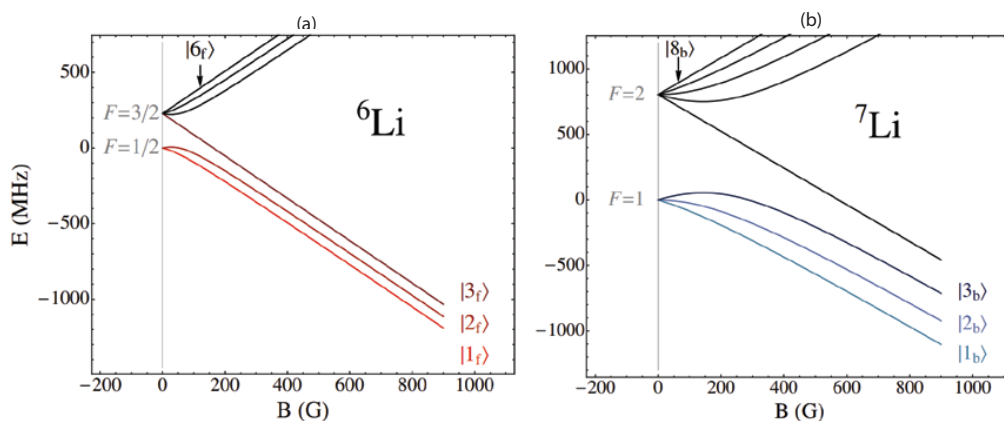 (a)
E (MHz)
500
0
−500
−1000
|6f⟩
F=3/2
F=1/2
⁶Li
|3f⟩
|2f⟩
|1f⟩
−200 0 200 400 600 800 1000
B (G)
(b)
1000
500
0
−500
−1000
|8b⟩
F=2
F=1
⁷Li
|3b⟩
|2b⟩
|1b⟩
−200 0 200 400 600 800 1000
B (G)